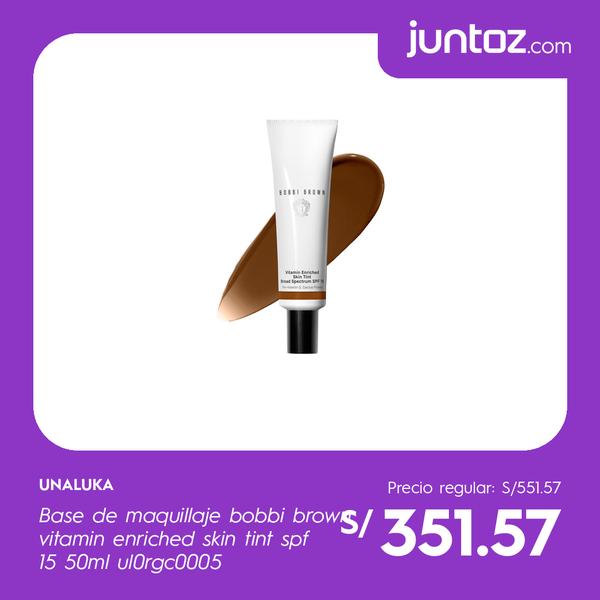 juntoz.com
BOBBI BROWN
Vitamin Enriched
Skin Tint
Broad Spectrum SPF 15
UNALUKA
Precio regular: S/551.57
Base de maquillaje bobbi brown
vitamin enriched skin tint spf
15 50ml ul0rgc0005
S/ 351.57